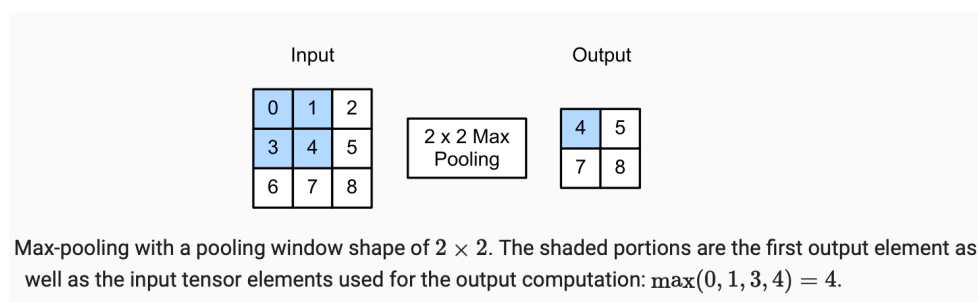 Input Output
0 1 2
3 4 5
6 7 8
2 x 2 Max
Pooling
4 5
7 8
Max-pooling with a pooling window shape of 2 × 2. The shaded portions are the first output element as
well as the input tensor elements used for the output computation: max(0, 1, 3, 4) = 4.